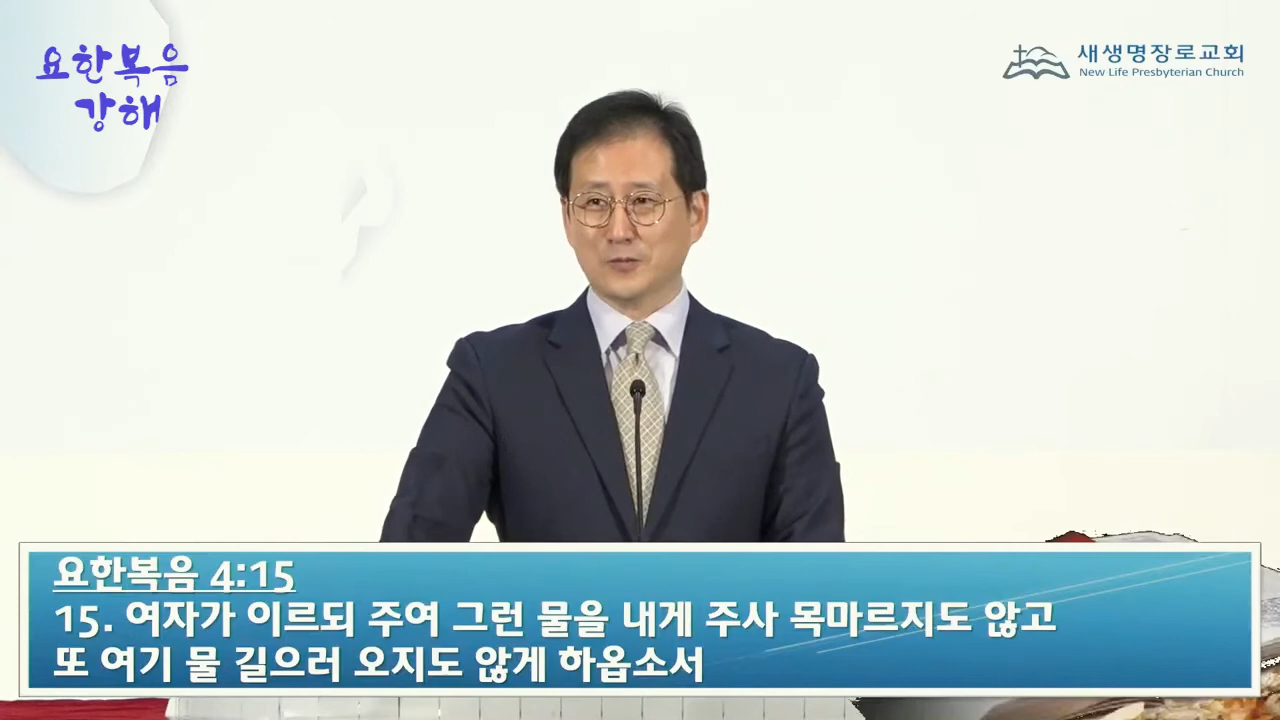 요한복음
강해
새생명장로교회
New Life Presbyterian Church
요한복음 4:15
15. 여자가 이르되 주여 그런 물을 내게 주사 목마르지도 않고
또 여기 물 길으러 오지도 않게 하옵소서